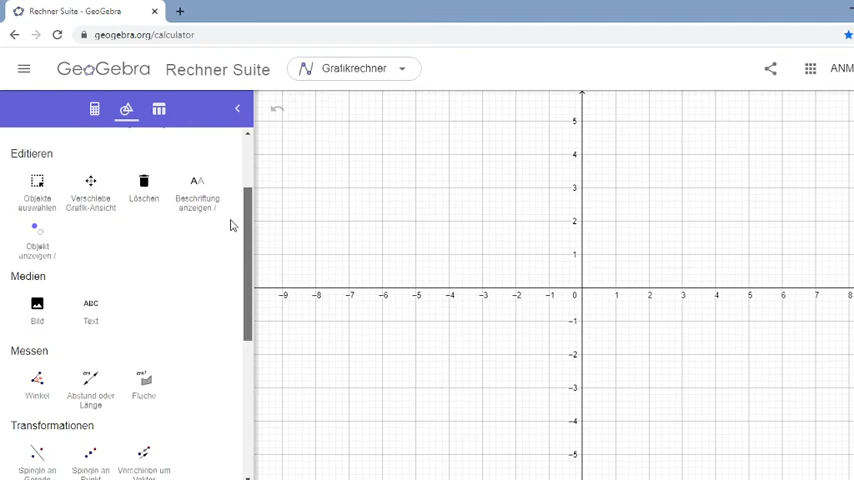 Rechner Suite
geogebra.org/calculator
GeoGebra Rechner Suite Grafikrechner ANM
Editieren
AA
Objekte auswählen
Verschiebe Grafik-Ansicht
Löschen
Beschriftung anzeigen /
Objekt anzeigen /
Medien
ABC
Bild
Text
Messen
cm
cm²
Winkel
Abstand oder Länge
Fläche
Transformationen
Spiegle an Gerade
Spiegle an Punkt
Verschiebe um Vektor
5
4
3
2
1
−9 −8 −7 −6 −5 −4 −3 −2 −1 0 1 2 3 4 5 6 7 8
−1
−2
−3
−4
−5